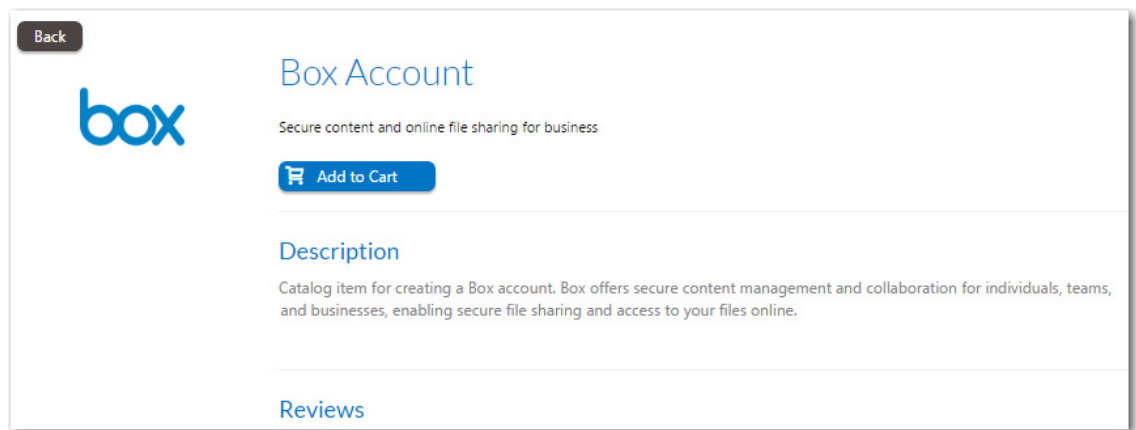 Back
box
Box Account
Secure content and online file sharing for business
Add to Cart
Description
Catalog item for creating a Box account. Box offers secure content management and collaboration for individuals, teams,
and businesses, enabling secure file sharing and access to your files online.
Reviews